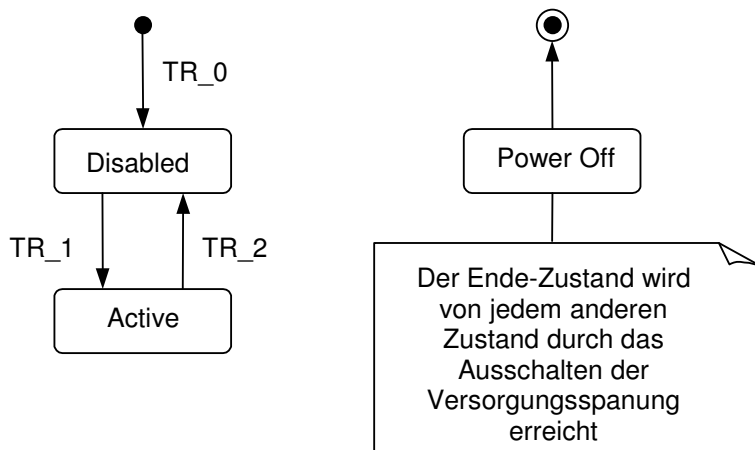 TR_0
Disabled
TR_1
TR_2
Active
Power Off
Der Ende-Zustand wird
von jedem anderen
Zustand durch das
Ausschalten der
Versorgungsspanung
erreicht